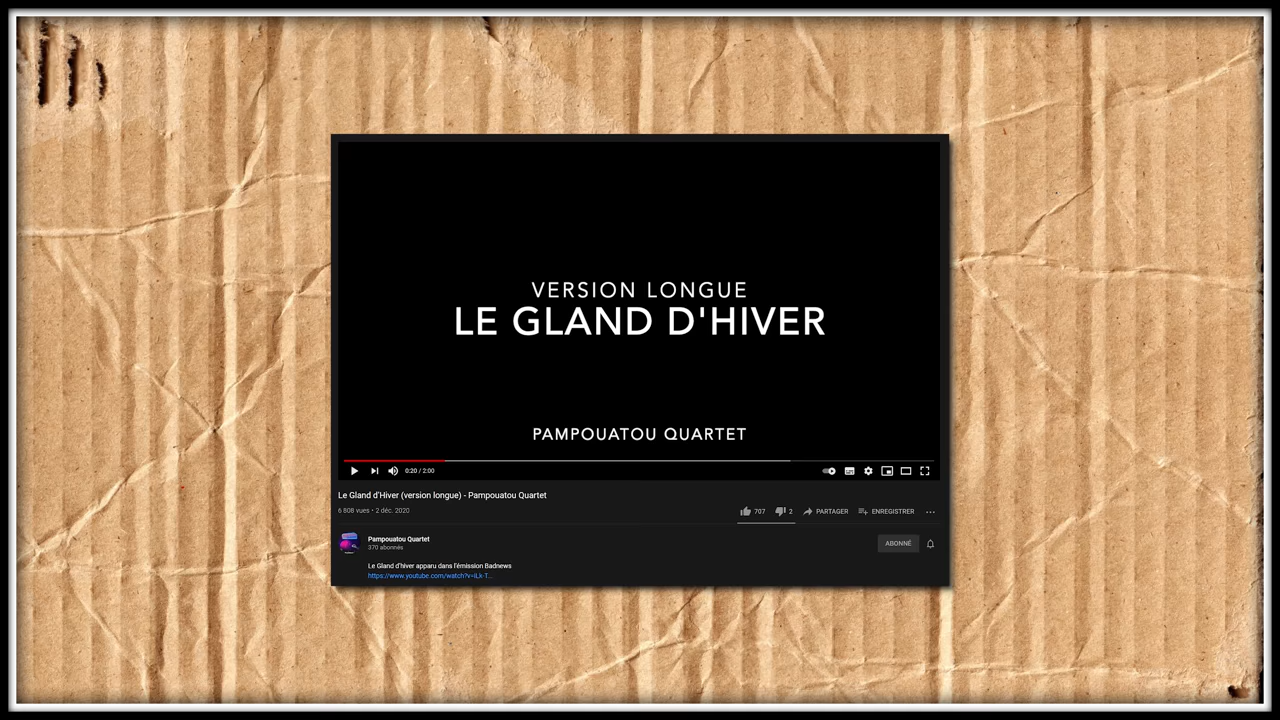 VERSION LONGUE
LE GLAND D'HIVER
PAMPOUATOU QUARTET
0:20 / 2:00
Le Gland d'Hiver (version longue) - Pampouatou Quartet
6 808 vues • 2 déc. 2020
707 2 PARTAGER ENREGISTRER ...
Pampouatou Quartet
370 abonnés
ABONNÉ
Le Gland d'hiver apparu dans l'émission Badnews
https://www.youtube.com/watch?v=iLk-T...